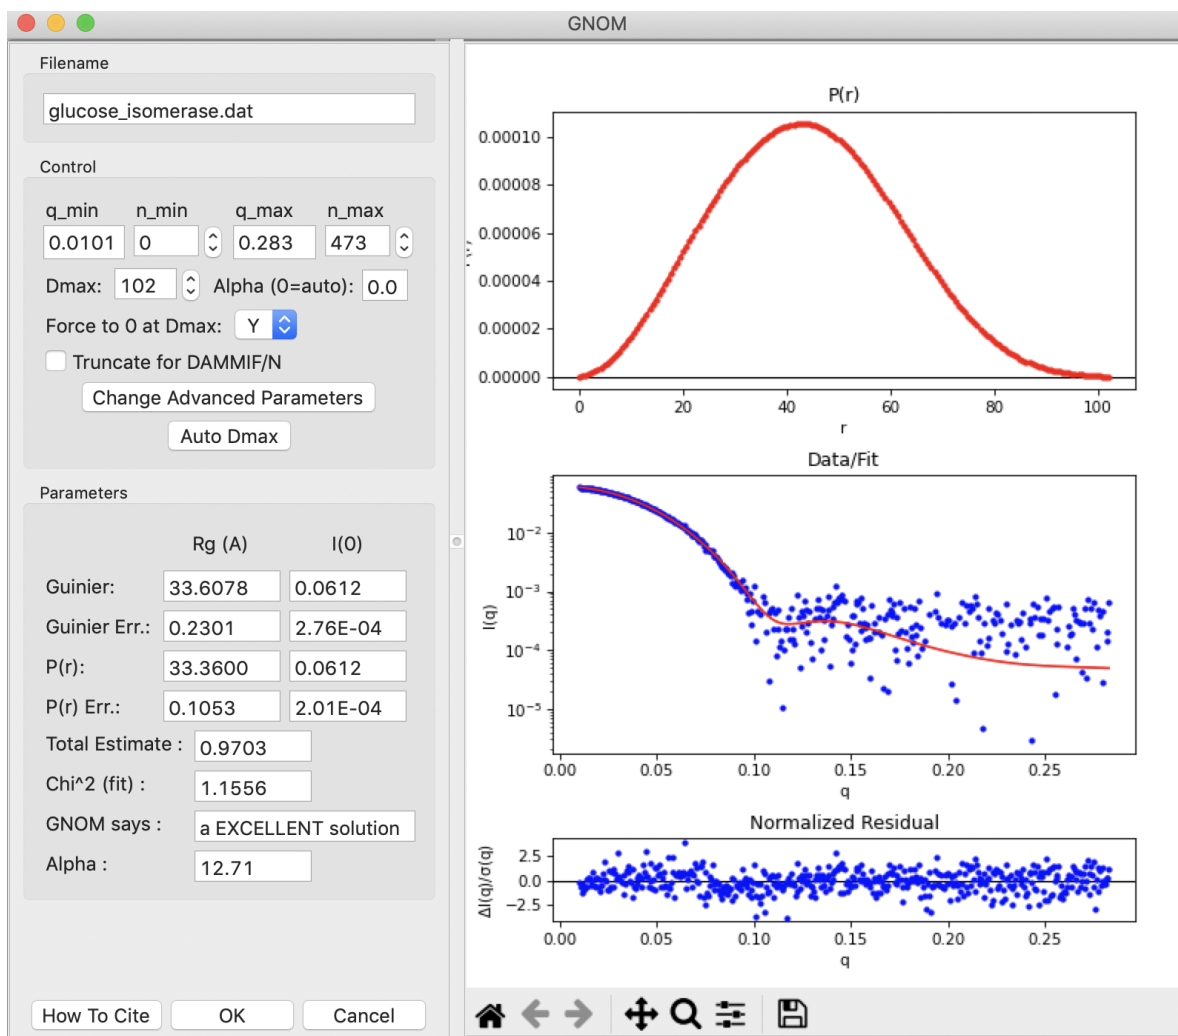 GNOM
Filename
glucose_isomerase.dat
Control
q_min n_min q_max n_max
0.0101 0 0.283 473
Dmax: 102 Alpha (0=auto): 0.0
Force to 0 at Dmax: Y
Truncate for DAMMIF/N
Change Advanced Parameters
Auto Dmax
Parameters
Rg (A) I(0)
Guinier: 33.6078 0.0612
Guinier Err.: 0.2301 2.76E-04
P(r): 33.3600 0.0612
P(r) Err.: 0.1053 2.01E-04
Total Estimate : 0.9703
Chi^2 (fit) : 1.1556
GNOM says : a EXCELLENT solution
Alpha : 12.71
How To Cite OK Cancel
P(r)
0.00010
0.00008
0.00006
0.00004
0.00002
0.00000
0 20 40 60 80 100
r
Data/Fit
I(q)
10⁻²
10⁻³
10⁻⁴
10⁻⁵
0.00 0.05 0.10 0.15 0.20 0.25
q
Normalized Residual
ΔI(q)/σ(q)
2.5
0.0
−2.5
0.00 0.05 0.10 0.15 0.20 0.25
q